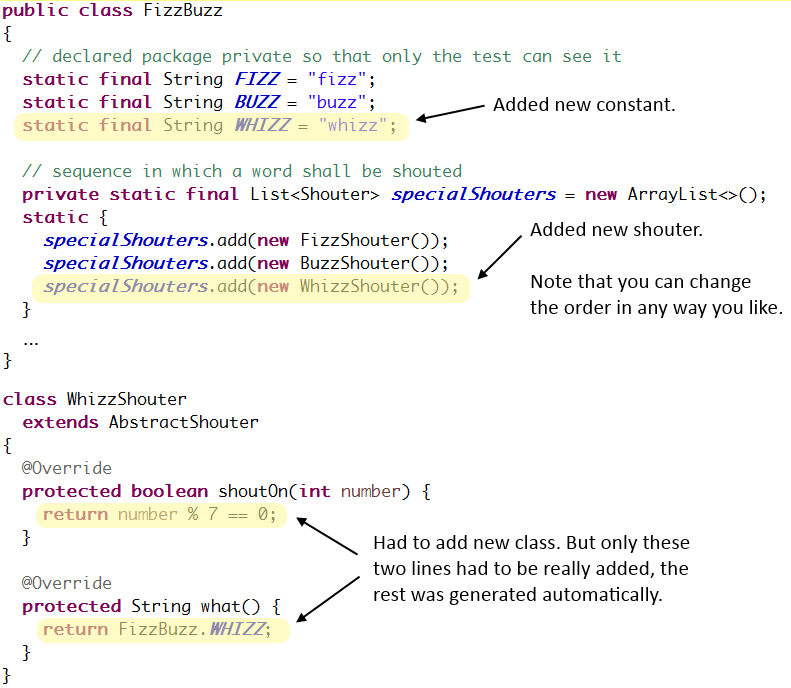 public class FizzBuzz
{
// declared package private so that only the test can see it
static final String FIZZ = "fizz";
static final String BUZZ = "buzz";
static final String WHIZZ = "whizz";
Added new constant.
// sequence in which a word shall be shouted
private static final List<Shouter> specialShouters = new ArrayList<>();
static {
specialShouters.add(new FizzShouter());
specialShouters.add(new BuzzShouter());
specialShouters.add(new WhizzShouter());
}
Added new shouter.
Note that you can change
the order in any way you like.
...
}
class WhizzShouter
extends AbstractShouter
{
@Override
protected boolean shoutOn(int number) {
return number % 7 == 0;
}
@Override
protected String what() {
return FizzBuzz.WHIZZ;
}
}
Had to add new class. But only these
two lines had to be really added, the
rest was generated automatically.